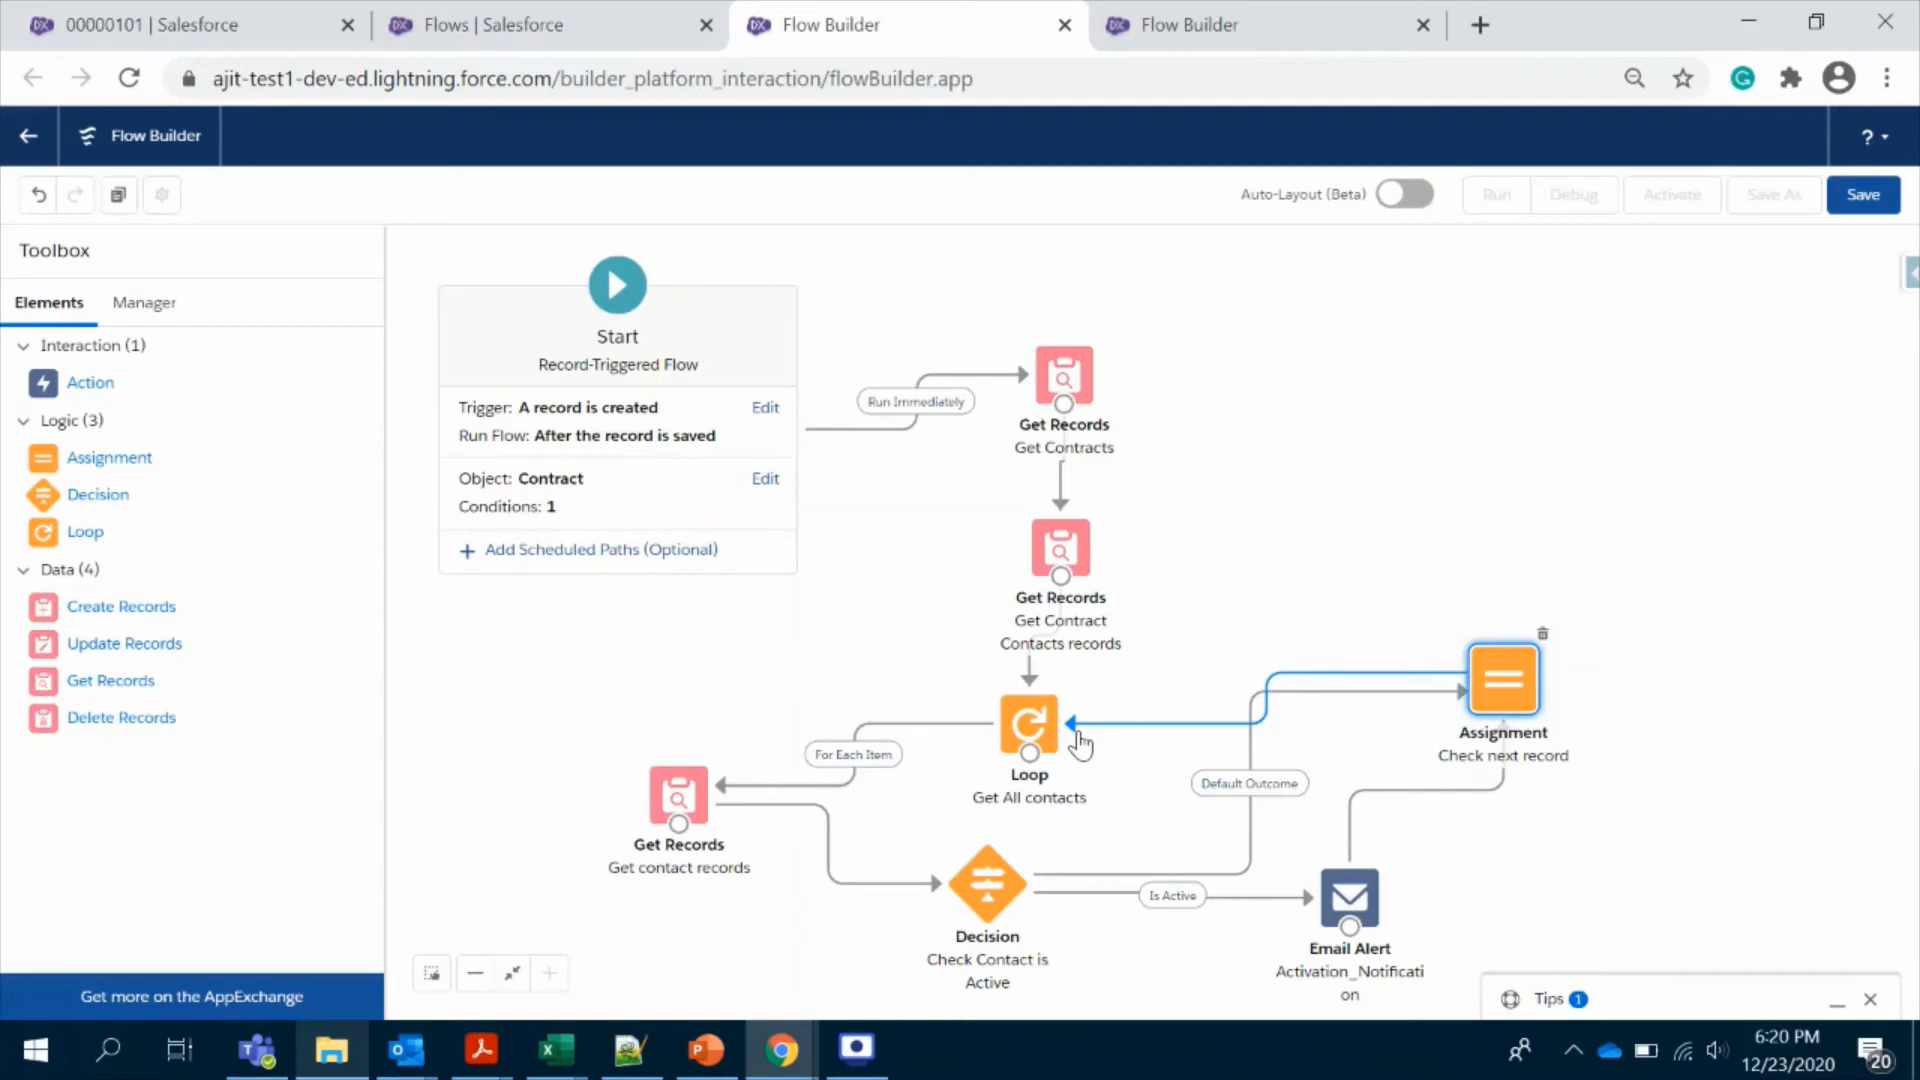 00000101 | Salesforce
Flows | Salesforce
Flow Builder
Flow Builder
ajit-test1-dev-ed.lightning.force.com/builder_platform_interaction/flowBuilder.app
Flow Builder
?
Auto-Layout (Beta)
Run
Debug
Activate
Save As
Save
Toolbox
Elements
Manager
Interaction (1)
Action
Logic (3)
Assignment
Decision
Loop
Data (4)
Create Records
Update Records
Get Records
Delete Records
Get more on the AppExchange
Start
Record-Triggered Flow
Trigger: A record is created
Edit
Run Flow: After the record is saved
Object: Contract
Edit
Conditions: 1
+ Add Scheduled Paths (Optional)
Run Immediately
Get Records
Get Contracts
Get Records
Get Contract
Contacts records
Loop
Get All contacts
For Each Item
Get Records
Get contact records
Decision
Check Contact is
Active
Default Outcome
Is Active
Assignment
Check next record
Email Alert
Activation_Notificati
on
Tips 1
6:20 PM
12/23/2020
20